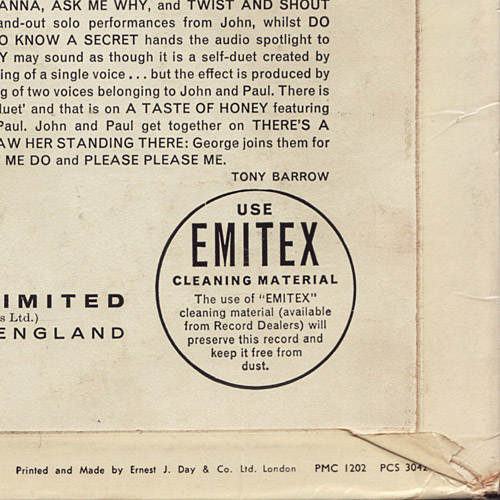 ANNA, ASK ME WHY, and TWIST AND SHOUT
and-out solo performances from John, whilst DO
O KNOW A SECRET hands the audio spotlight to
Y may sound as though it is a self-duet created by
ing of a single voice ... but the effect is produced by
g of two voices belonging to John and Paul. There is
duet' and that is on A TASTE OF HONEY featuring
Paul. John and Paul get together on THERE'S A
AW HER STANDING THERE: George joins them for
ME DO and PLEASE PLEASE ME.
TONY BARROW
USE
EMITEX
CLEANING MATERIAL
The use of "EMITEX"
cleaning material (available
from Record Dealers) will
preserve this record and
keep it free from
dust.
IMITED
s Ltd.)
ENGLAND
Printed and Made by Ernest J. Day & Co. Ltd. London PMC 1202 PCS 3042